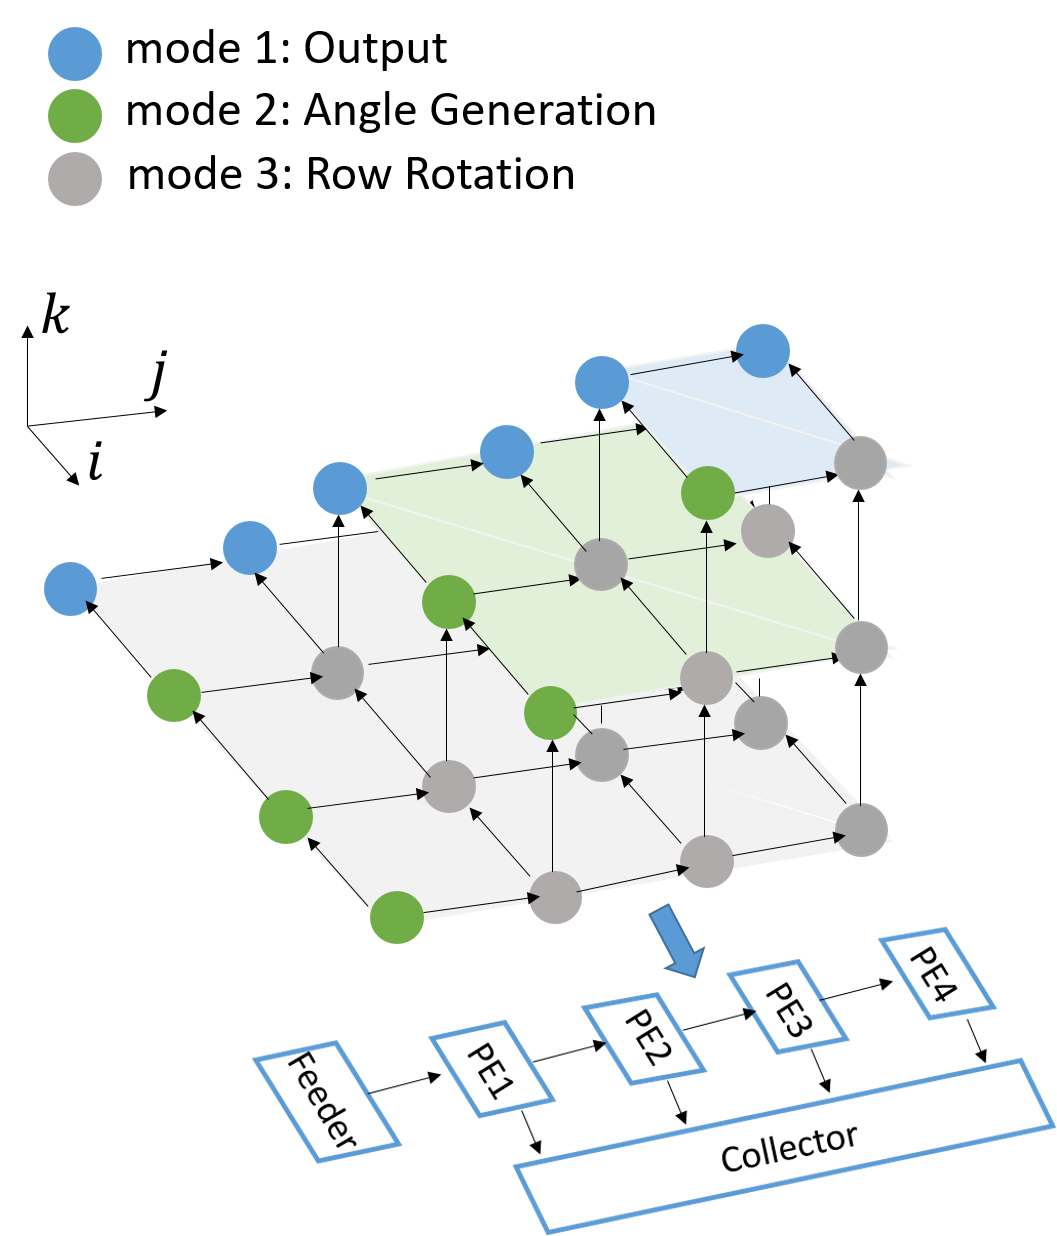 mode 1: Output
mode 2: Angle Generation
mode 3: Row Rotation
k
j
i
PE4
PE3
PE2
PE1
Feeder
Collector